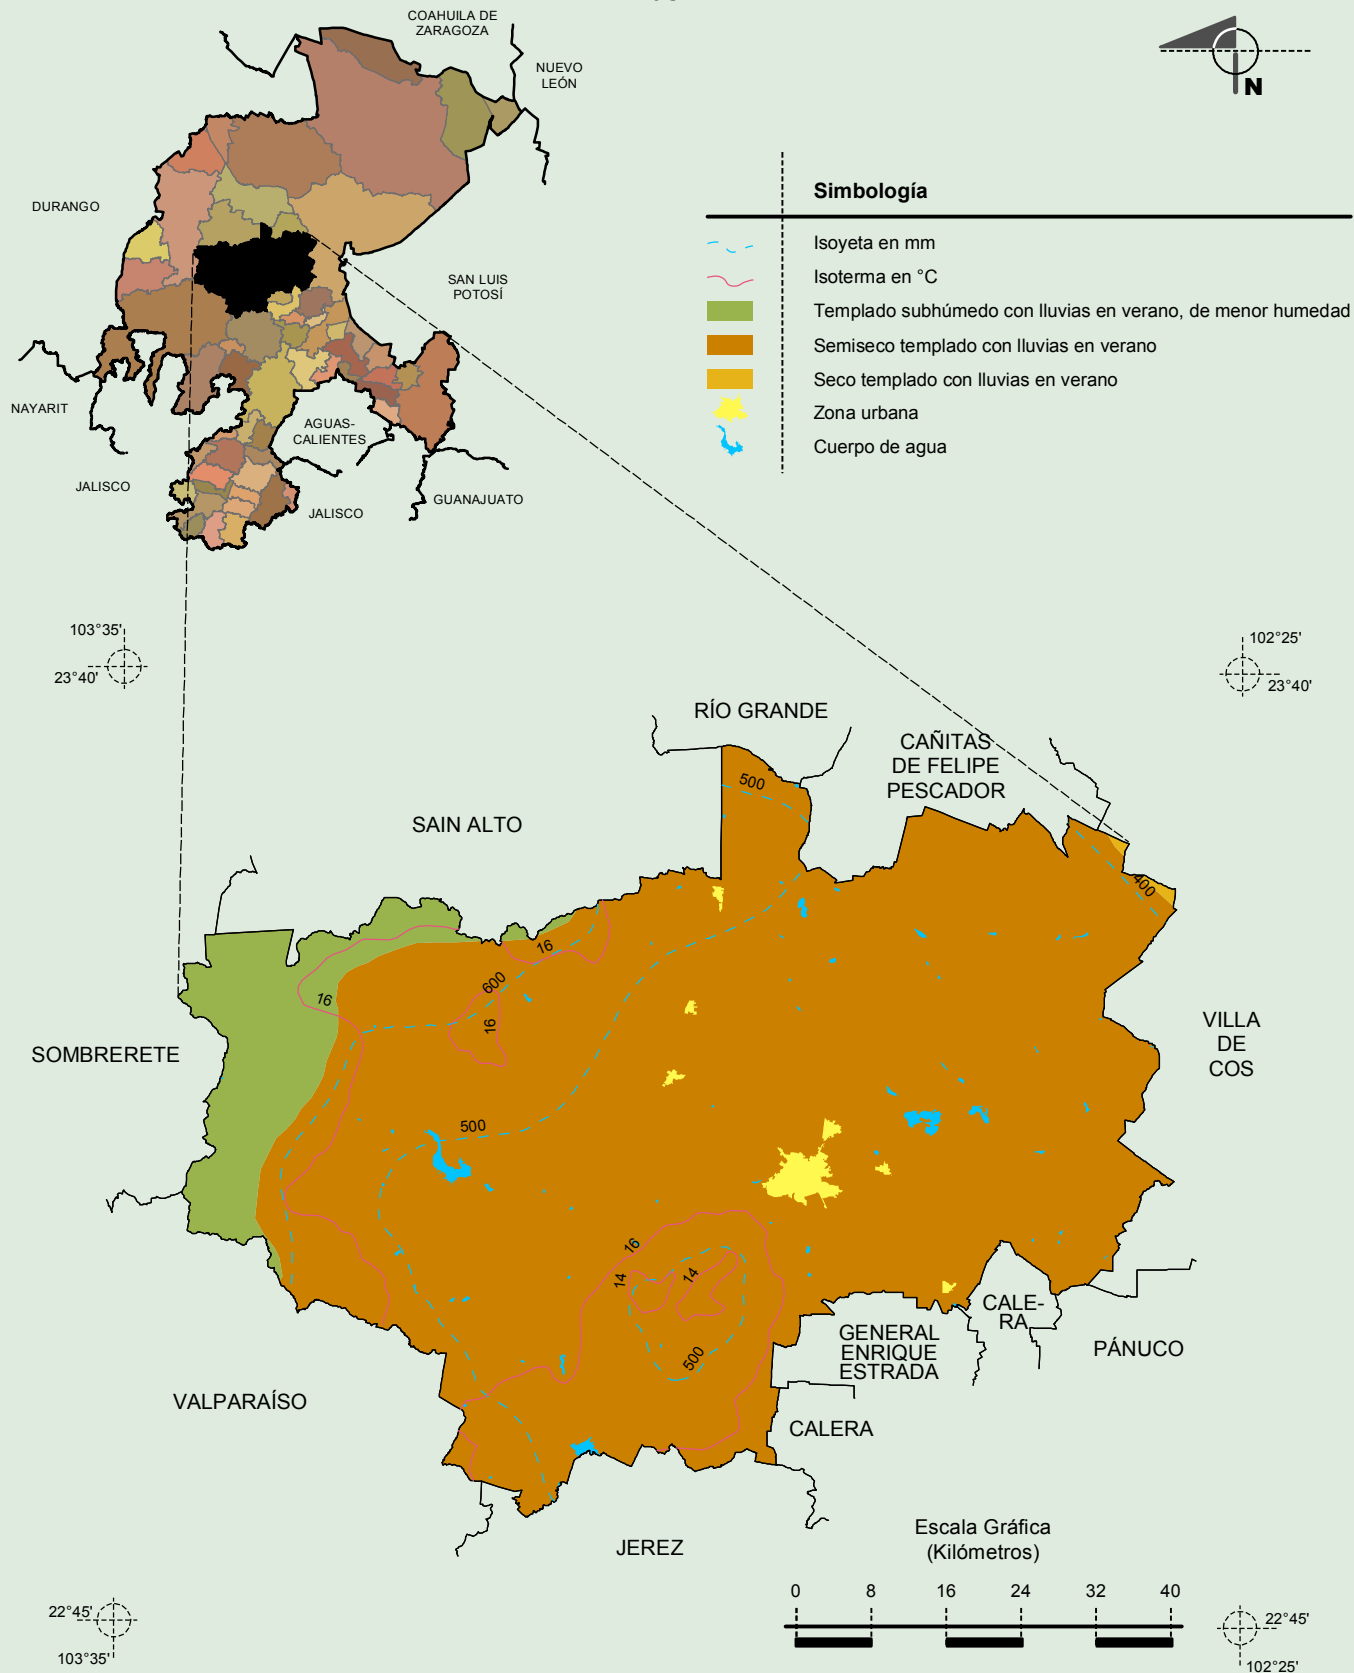 COAHUILA DE
ZARAGOZA
NUEVO
LEÓN
N
DURANGO
SAN LUIS
POTOSÍ
NAYARIT
AGUAS-
CALIENTES
JALISCO
JALISCO
GUANAJUATO
Simbología
Isoyeta en mm
Isoterma en °C
Templado subhúmedo con lluvias en verano, de menor humedad
Semiseco templado con lluvias en verano
Seco templado con lluvias en verano
Zona urbana
Cuerpo de agua
103°35'
23°40'
102°25'
23°40'
RÍO GRANDE
CAÑITAS
DE FELIPE
PESCADOR
SAIN ALTO
500
400
16
600
16
16
SOMBRERETE
VILLA
DE
COS
500
16
14
14
500
CALE-
RA
GENERAL
ENRIQUE
ESTRADA
PÁNUCO
VALPARAÍSO
CALERA
JEREZ
Escala Gráfica
(Kilómetros)
0 8 16 24 32 40
22°45'
103°35'
22°45'
102°25'